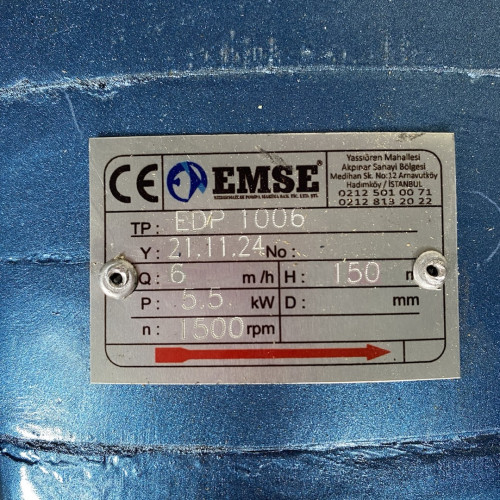 CE EMSE®
Yassıören Mahallesi
Akpınar Sanayi Bölgesi
Medihan Sk. No:12 Arnavutköy
Hadımköy / İSTANBUL
0212 501 00 71
0212 813 20 22
TP: EDP 1006
Y: 21.11.24 No:
Q: 6 m/h H: 150
P: 5.5 kW D: mm
n: 1500 rpm